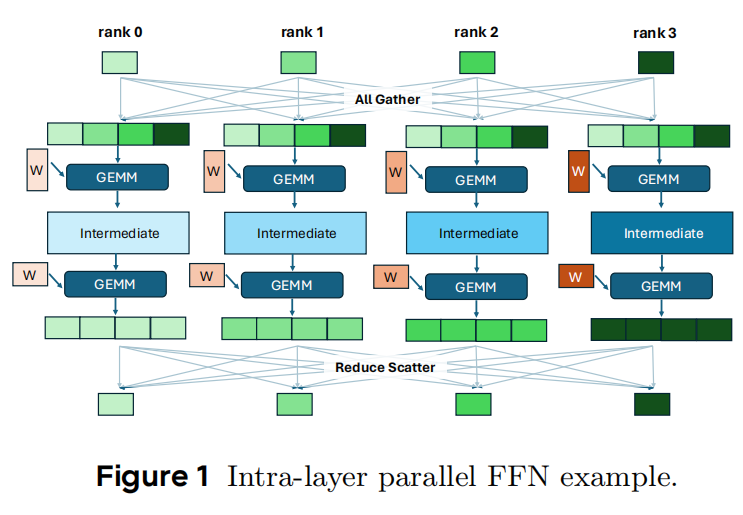 rank 0 rank 1 rank 2 rank 3
All Gather
W GEMM W GEMM W GEMM W GEMM
Intermediate Intermediate Intermediate Intermediate
W GEMM W GEMM W GEMM W GEMM
Reduce Scatter
Figure 1 Intra-layer parallel FFN example.